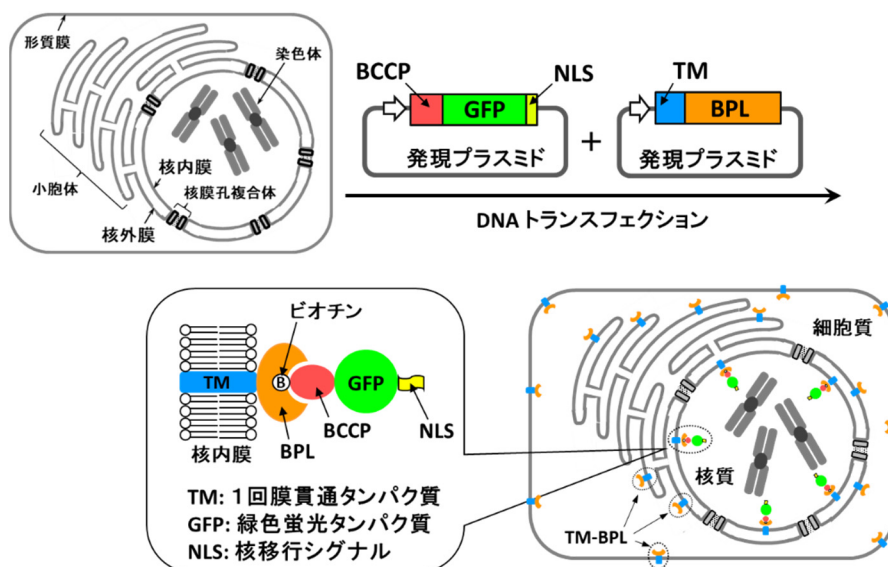 形質膜
染色体
核内膜
小胞体
核膜孔複合体
核外膜
BCCP
GFP
NLS
発現プラスミド
+
TM
BPL
発現プラスミド
DNAトランスフェクション
ビオチン
TM
B
GFP
BCCP
NLS
核内膜
BPL
TM: 1回膜貫通タンパク質
GFP: 緑色蛍光タンパク質
NLS: 核移行シグナル
細胞質
核質
TM-BPL